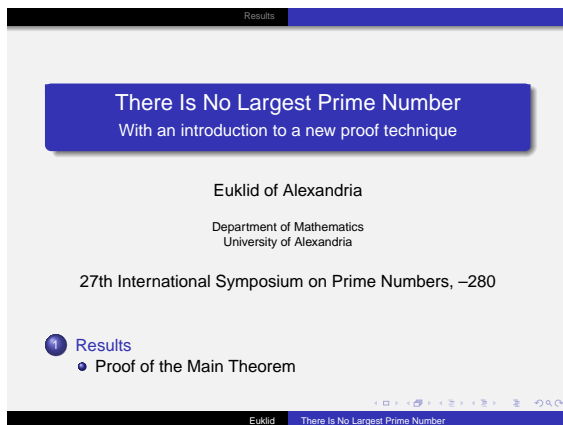 Results
There Is No Largest Prime Number
With an introduction to a new proof technique
Euklid of Alexandria
Department of Mathematics
University of Alexandria
27th International Symposium on Prime Numbers, –280
1 Results
Proof of the Main Theorem
Euklid There Is No Largest Prime Number